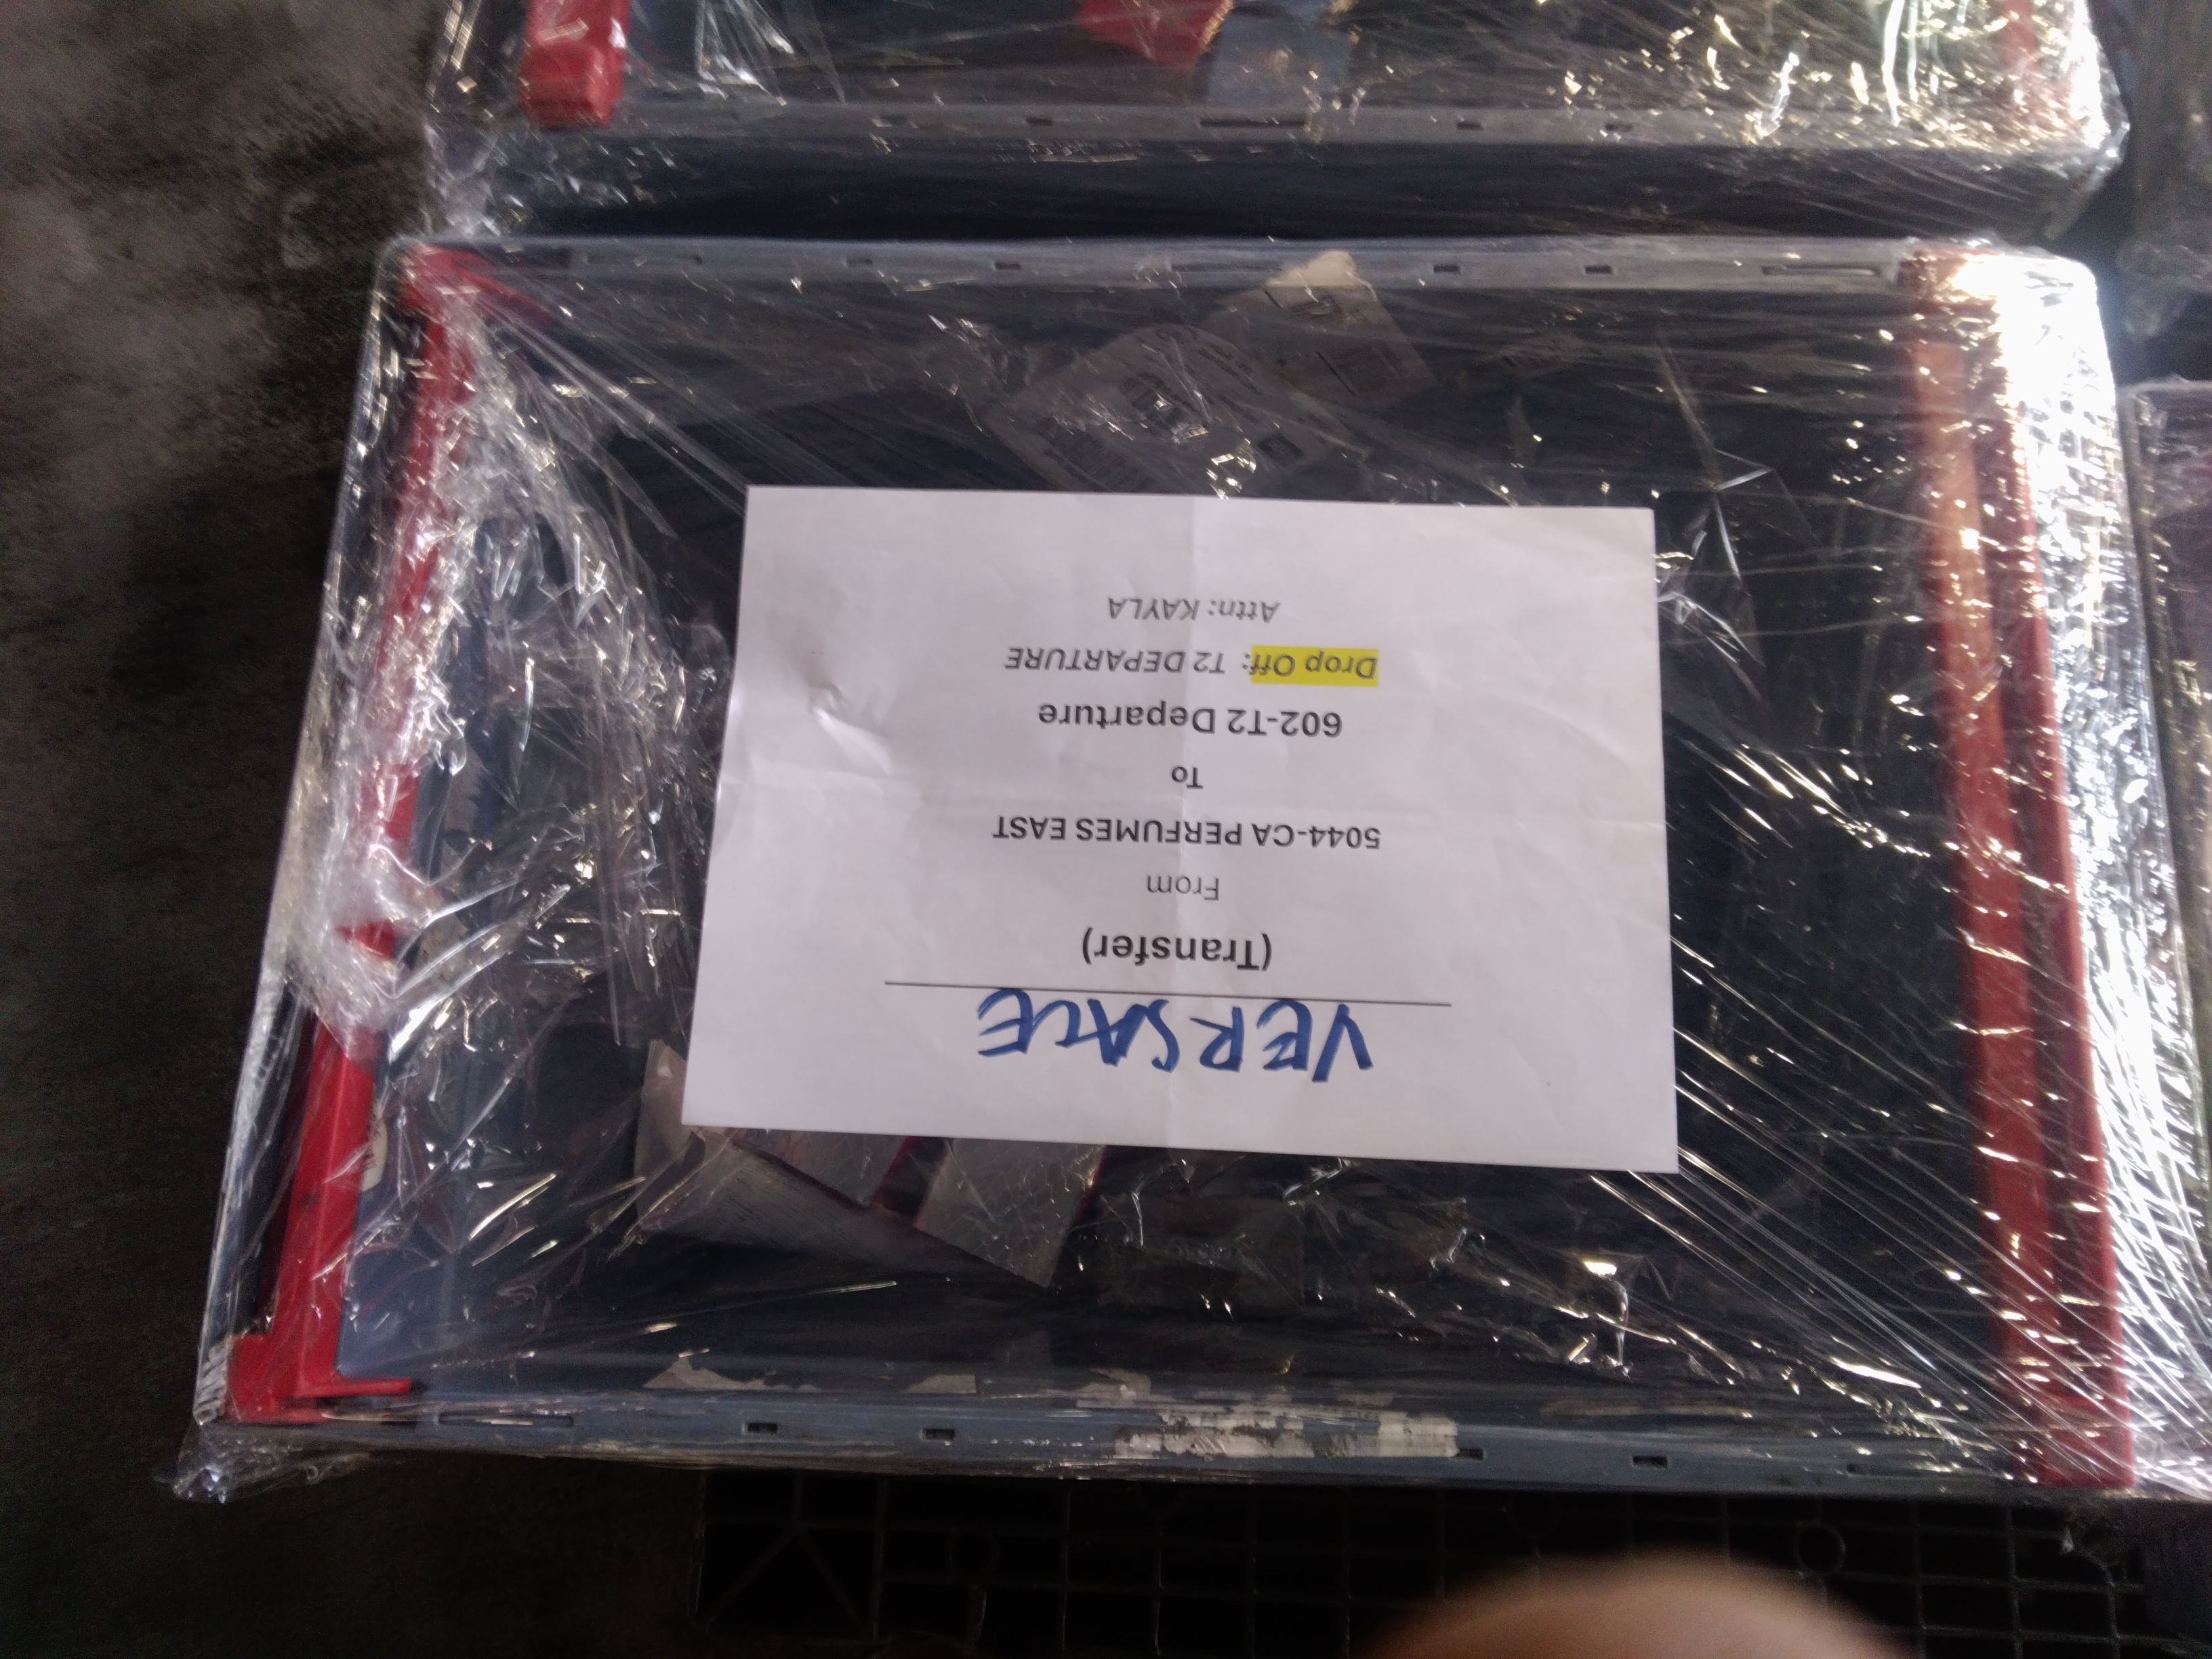 VERSACE
(Transfer)
From
5044-CA PERFUMES EAST
To
602-T2 Departure
Drop Off: T2 DEPARTURE
Attn: KAYLA